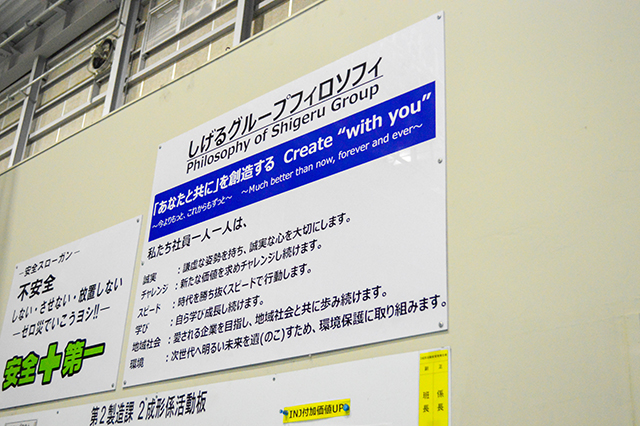 しげるグループフィロソフィ
Philosophy of Shigeru Group
「あなたと共に」を創造する Create “with you”
～今よりもっと、これからもずっと～ ～Much better than now, forever and ever～
私たち社員一人一人は、
誠実 ：謙虚な姿勢を持ち、誠実な心を大切にします。
チャレンジ ：新たな価値を求めチャレンジし続けます。
スピード ：時代を勝ち抜くスピードで行動します。
学び ：自ら学び成長し続けます。
地域社会 ：愛される企業を目指し、地域社会と共に歩み続けます。
環境 ：次世代へ明るい未来を遺(のこ)すため、環境保護に取り組みます。
―安全スローガン―
不安全
しない・させない・放置しない
―ゼロ災でいこうヨシ!!―
安全✚第一
第２製造課 ２成形係活動板
INJ付加価値UP
係長
班長